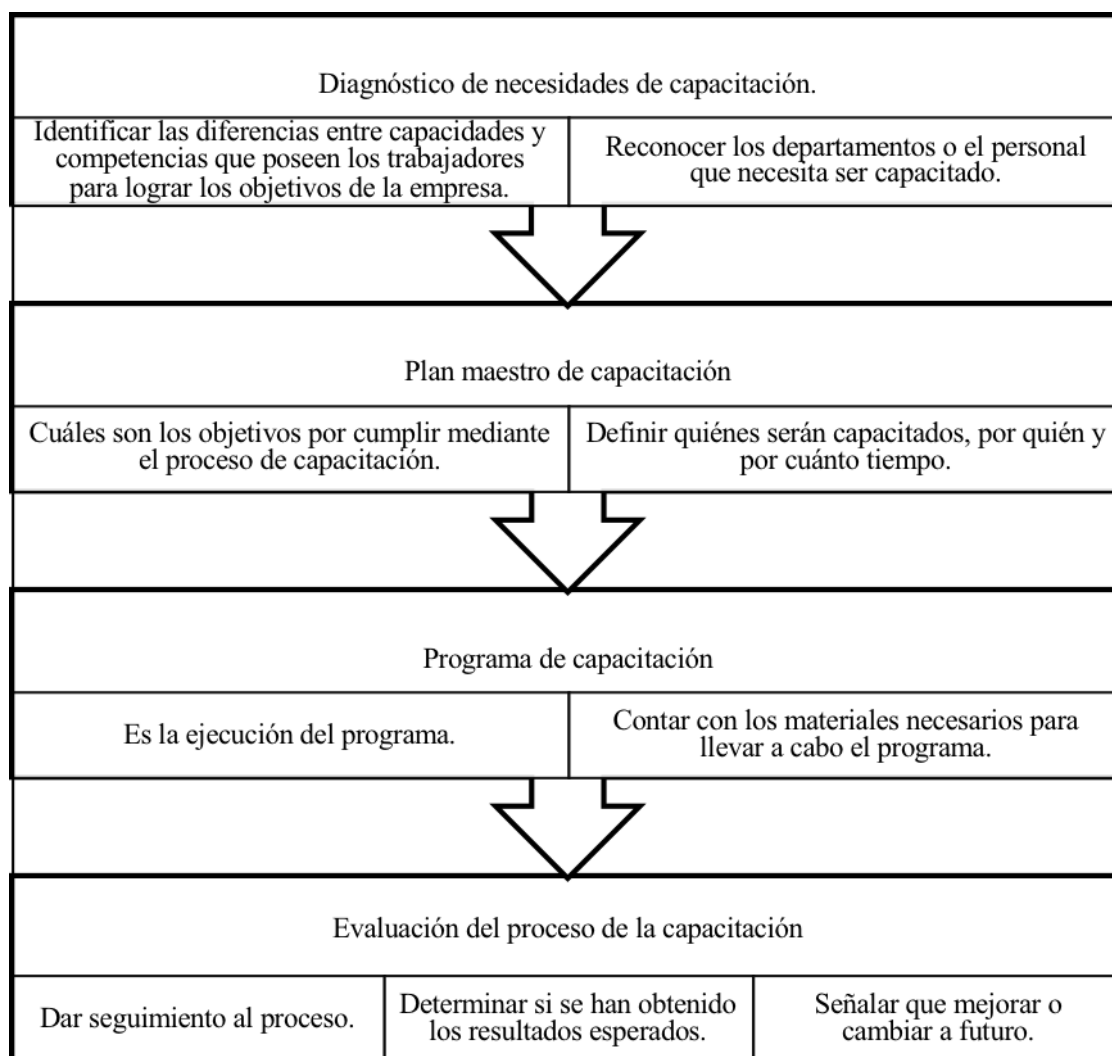 Diagnóstico de necesidades de capacitación.
Identificar las diferencias entre capacidades y
competencias que poseen los trabajadores
para lograr los objetivos de la empresa.
Reconocer los departamentos o el personal
que necesita ser capacitado.
Plan maestro de capacitación
Cuáles son los objetivos por cumplir mediante
el proceso de capacitación.
Definir quiénes serán capacitados, por quién y
por cuánto tiempo.
Programa de capacitación
Es la ejecución del programa.
Contar con los materiales necesarios para
llevar a cabo el programa.
Evaluación del proceso de la capacitación
Dar seguimiento al proceso.
Determinar si se han obtenido
los resultados esperados.
Señalar que mejorar o
cambiar a futuro.